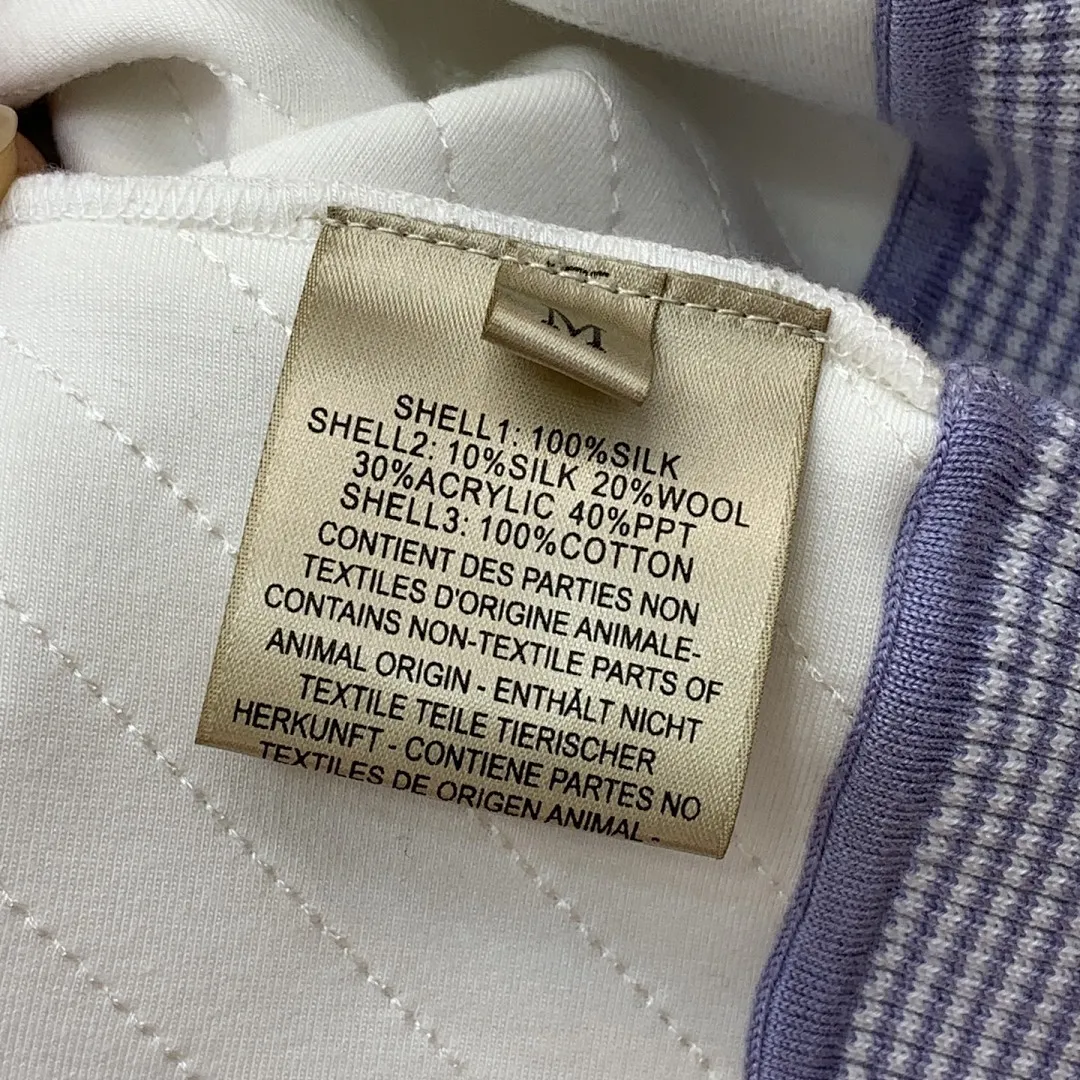 M
SHELL1: 100%SILK
SHELL2: 10%SILK 20%WOOL
30%ACRYLIC 40%PPT
SHELL3: 100%COTTON
CONTIENT DES PARTIES NON
TEXTILES D'ORIGINE ANIMALE-
CONTAINS NON-TEXTILE PARTS OF
ANIMAL ORIGIN - ENTHÄLT NICHT
TEXTILE TEILE TIERISCHER
HERKUNFT - CONTIENE PARTES NO
TEXTILES DE ORIGEN ANIMAL -